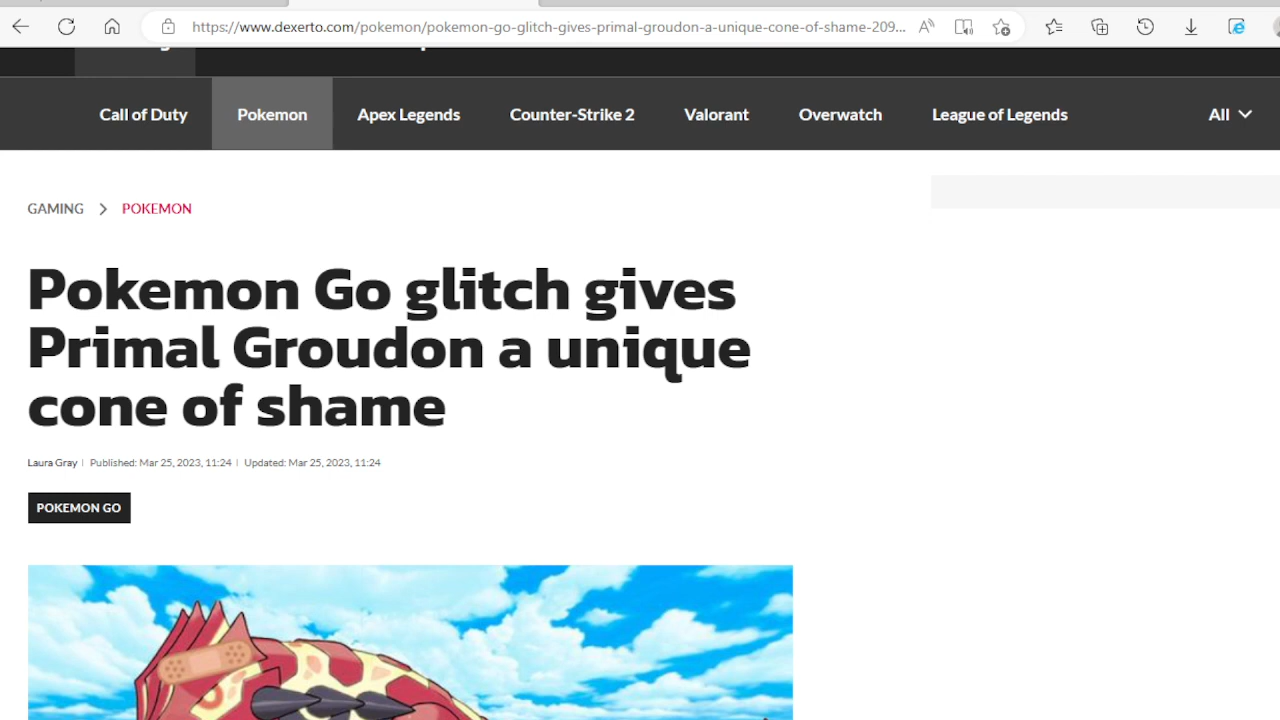 https://www.dexerto.com/pokemon/pokemon-go-glitch-gives-primal-groudon-a-unique-cone-of-shame-209...
Call of Duty
Pokemon
Apex Legends
Counter-Strike 2
Valorant
Overwatch
League of Legends
All
GAMING > POKEMON
Pokemon Go glitch gives
Primal Groudon a unique
cone of shame
Laura Gray | Published: Mar 25, 2023, 11:24 | Updated: Mar 25, 2023, 11:24
POKEMON GO